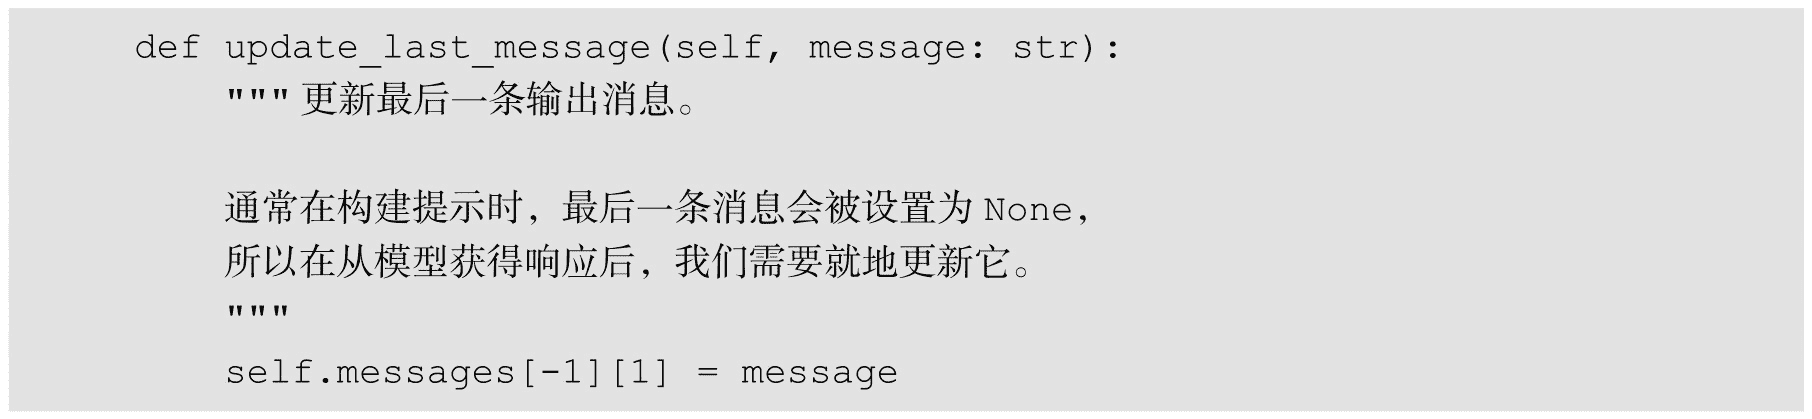 def update_last_message(self, message: str):
""" 更新最后一条输出消息。
通常在构建提示时，最后一条消息会被设置为 None，
所以在从模型获得响应后，我们需要就地更新它。
"""
self.messages[-1][1] = message